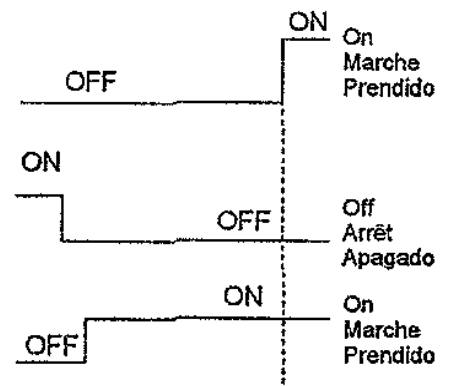 ON
On
Marche
Prendido
OFF
ON
OFF
Off
Arrêt
Apagado
ON
On
Marche
Prendido
OFF